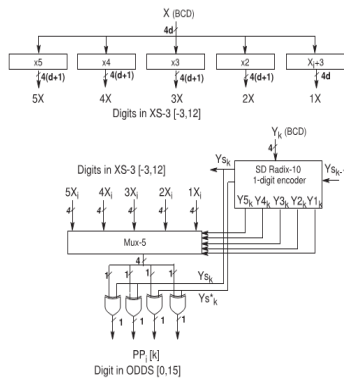 X (BCD)
4d
x5 x4 x3 x2 Xi+3
4(d+1) 4(d+1) 4(d+1) 4(d+1) 4d
5X 4X 3X 2X 1X
Digits in XS-3 [-3,12]
Yk (BCD)
4
Ysk
Digits in XS-3 [-3,12]
SD Radix-10
1-digit encoder
Ysk-1
5Xi 4Xi 3Xi 2Xi 1Xi
Y5k Y4k Y3k Y2k Y1k
4 4 4 4 4
Mux-5
4
1 1 1 1
Ysk
Ys*k
1 1 1 1
PPi [k]
Digit in ODDS [0,15]